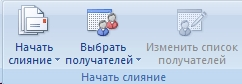 Начать слияние
Выбрать получателей
Изменить список получателей
Начать слияние